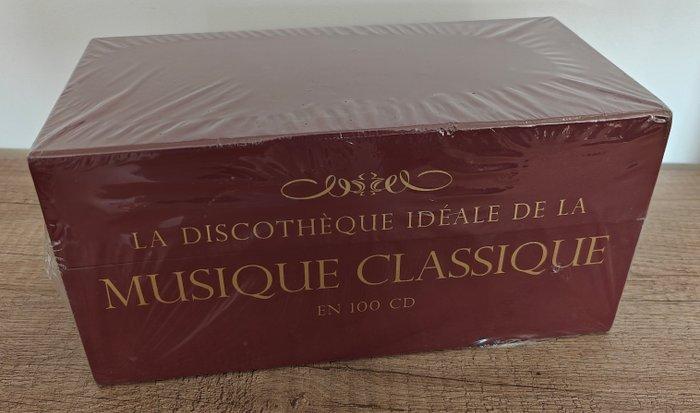 LA DISCOTHÈQUE IDÉALE DE LA
MUSIQUE CLASSIQUE
EN 100 CD